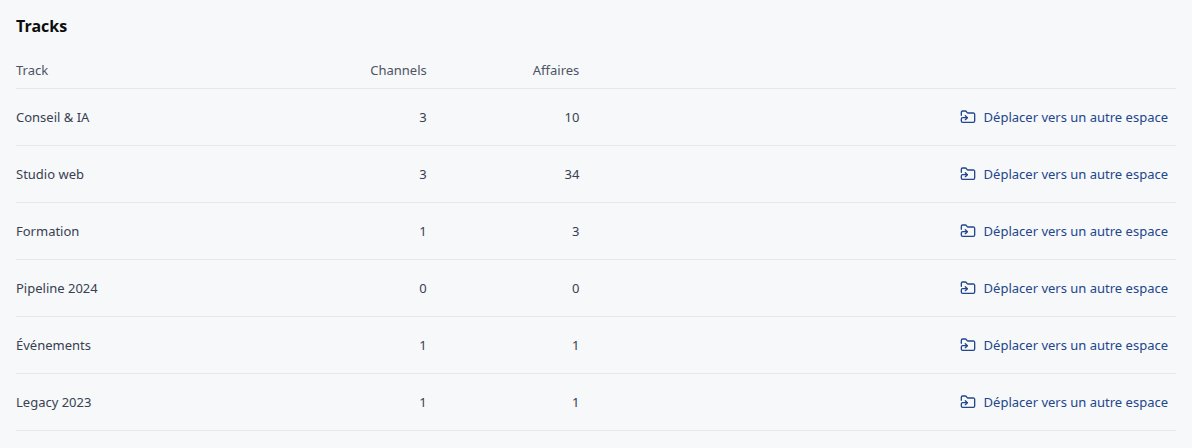 Tracks
Track Channels Affaires
Conseil & IA 3 10 Déplacer vers un autre espace
Studio web 3 34 Déplacer vers un autre espace
Formation 1 3 Déplacer vers un autre espace
Pipeline 2024 0 0 Déplacer vers un autre espace
Événements 1 1 Déplacer vers un autre espace
Legacy 2023 1 1 Déplacer vers un autre espace